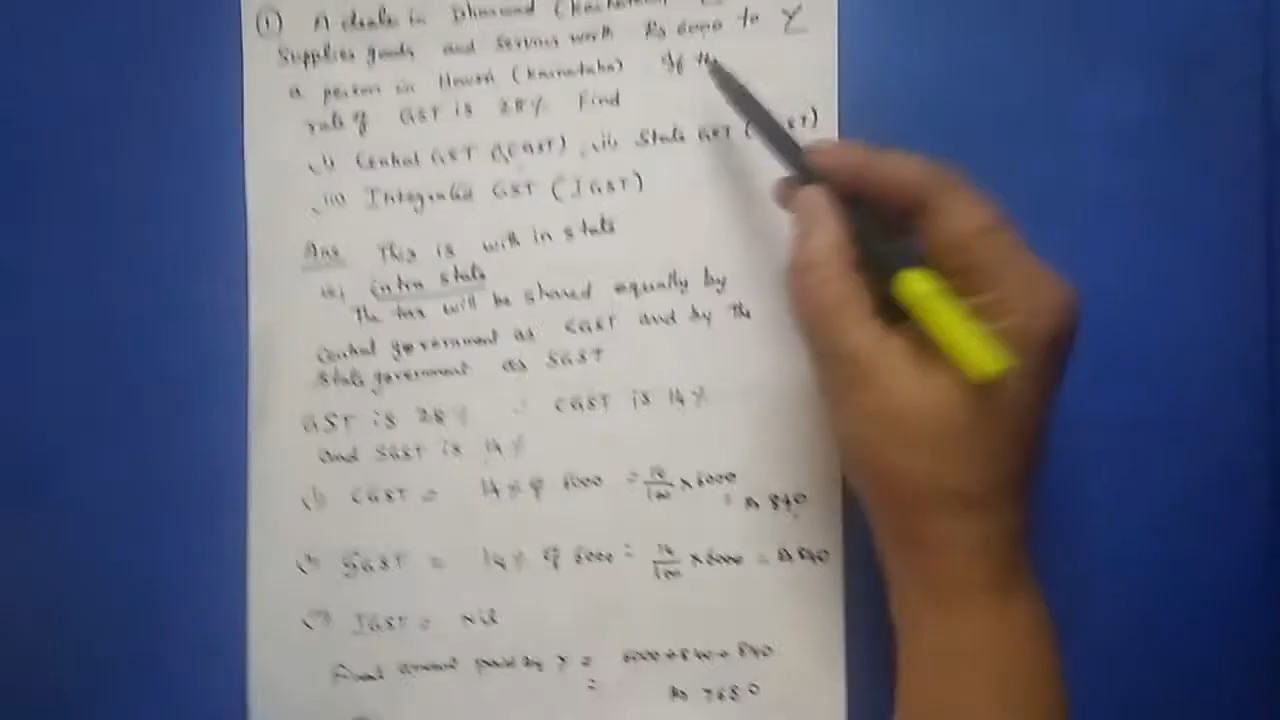 (1) A dealer in
Supplies goods and services worth Rs 6000 to Y
a person in (Karnataka) If the
rate of GST is 28% Find
(i) Central GST (CGST), (ii) State GST ( ST)
(iii) Integrated GST (IGST)
Ans This is with in state
ie, intra state
The tax will be shared equally by
Central government as CGST and by the
State government as SGST
GST is 28% ∴ CGST is 14%
and SGST is 14%
(i) CGST = 14% of 6000 = 14/100 × 6000
= Rs 840
(ii) SGST = 14% of 6000 = 14/100 × 6000 = Rs 840
(iii) IGST = Nil
Final amount paid by Y = 6000+840+840
= Rs 7680